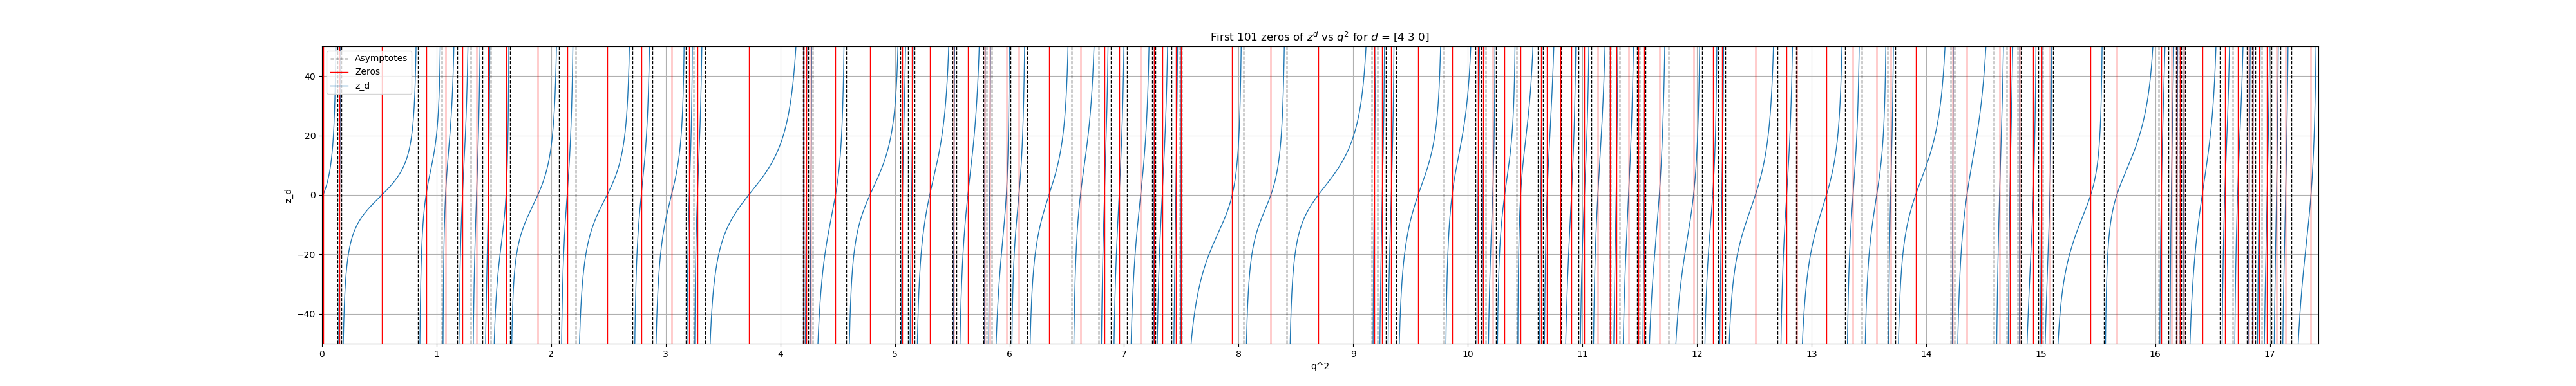 First 101 zeros of z^d vs q^2 for d = [4 3 0]
Asymptotes
Zeros
z_d
40
20
0
−20
−40
z_d
0 1 2 3 4 5 6 7 8 9 10 11 12 13 14 15 16 17
q^2